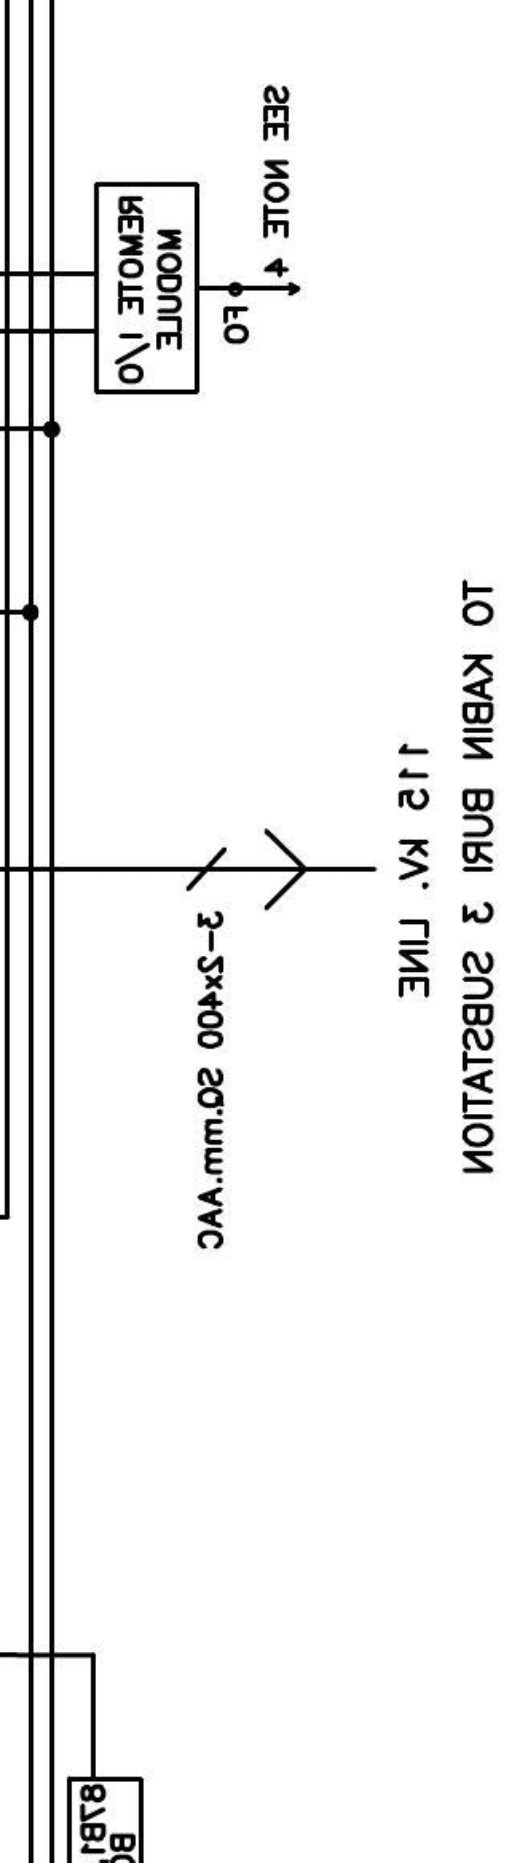 REMOTE I/O
MODULE
FO
SEE NOTE 4
3-2x400 SQ.mm.AAC
115 KV. LINE
TO KABIN BURI 3 SUBSTATION
87B1